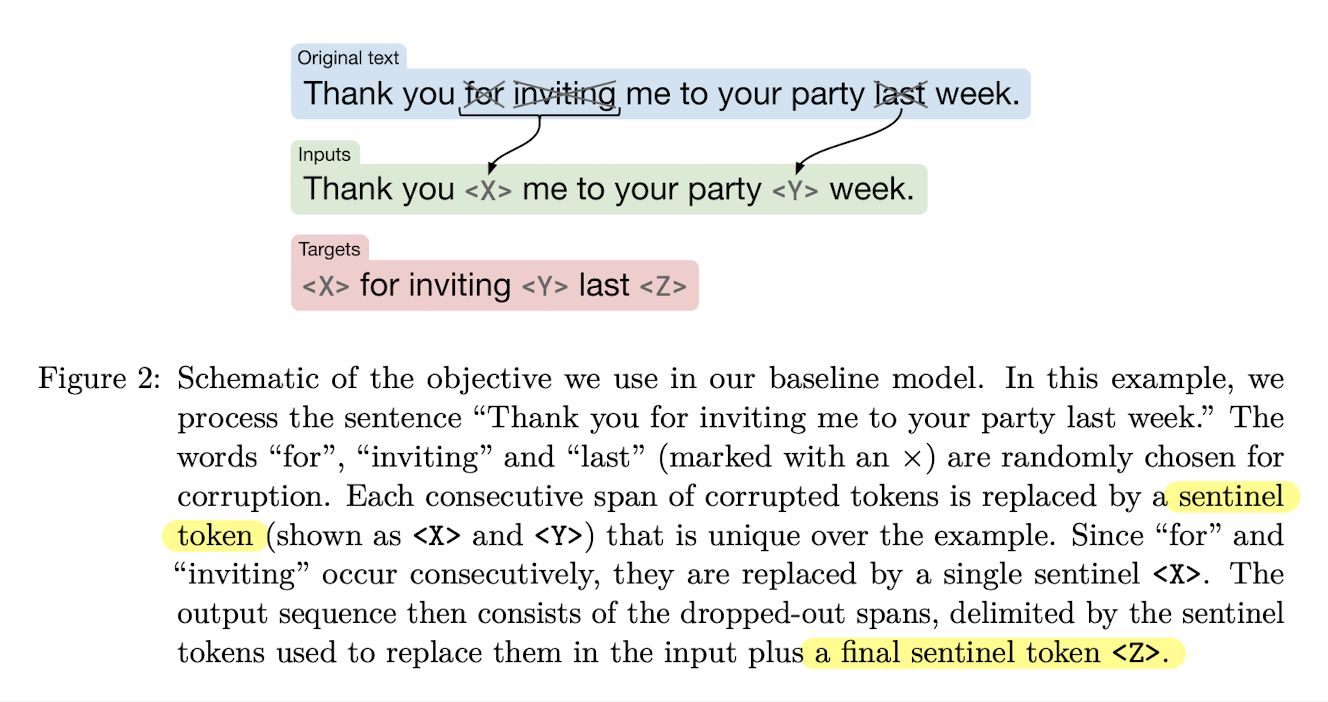 Original text
Thank you for inviting me to your party last week.
Inputs
Thank you <X> me to your party <Y> week.
Targets
<X> for inviting <Y> last <Z>
Figure 2: Schematic of the objective we use in our baseline model. In this example, we
process the sentence “Thank you for inviting me to your party last week.” The
words “for”, “inviting” and “last” (marked with an ×) are randomly chosen for
corruption. Each consecutive span of corrupted tokens is replaced by a sentinel
token (shown as <X> and <Y>) that is unique over the example. Since “for” and
“inviting” occur consecutively, they are replaced by a single sentinel <X>. The
output sequence then consists of the dropped-out spans, delimited by the sentinel
tokens used to replace them in the input plus a final sentinel token <Z>.